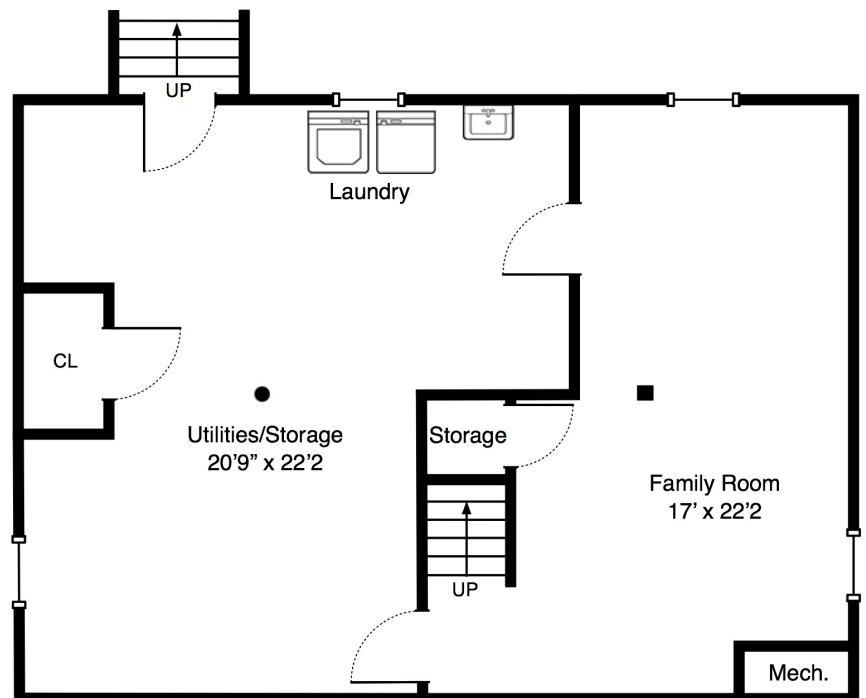 UP
Laundry
CL
Utilities/Storage
20'9" x 22'2
Storage
Family Room
17' x 22'2
UP
Mech.